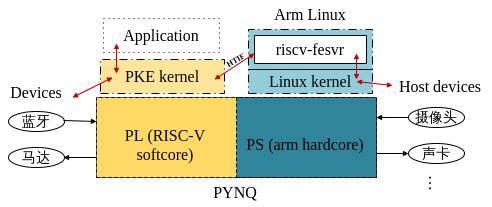 Arm Linux
Application
HTIF
riscv-fesvr
PKE kernel
Linux kernel
Devices
Host devices
蓝牙
摄像头
PL (RISC-V
softcore)
PS (arm hardcore)
马达
声卡
⋮
PYNQ